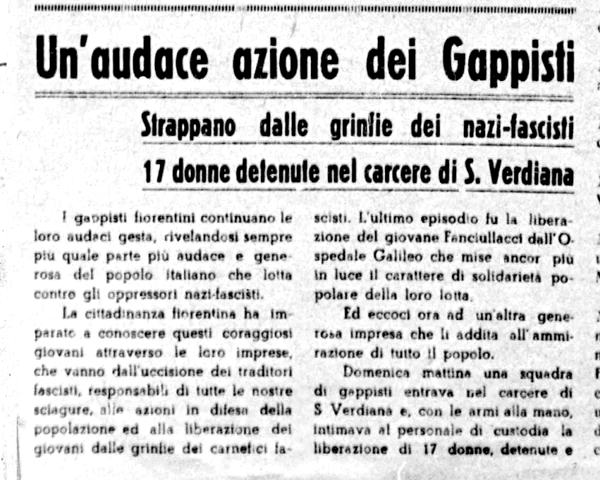 Un'audace azione dei Gappisti
Strappano dalle grinfie dei nazi-fascisti
17 donne detenute nel carcere di S. Verdiana
I gappisti fiorentini continuano le
loro audaci gesta, rivelandosi sempre
più quale parte più audace e gene-
rosa del popolo italiano che lotta
contro gli oppressori nazi-fascisti.
La cittadinanza fiorentina ha im-
parato a conoscere questi coraggiosi
giovani attraverso le loro imprese,
che vanno dall'uccisione dei traditori
fascisti, responsabili di tutte le nostre
sciagure, alle azioni in difesa della
popolazione ed alla liberazione dei
giovani dalle grinfie dei carnefici fa-
scisti. L'ultimo episodio fu la libera-
zione del giovane Fanciullacci dall'O-
spedale Galileo che mise ancor più
in luce il carattere di solidarietà po-
polare della loro lotta.
Ed eccoci ora ad un'altra gene-
rosa impresa che li addita all'ammi-
razione di tutto il popolo.
Domenica mattina una squadra
di gappisti entrava nel carcere di
S Verdiana e, con le armi alla mano,
intimava al personale di custodia la
liberazione di 17 donne, detenute e